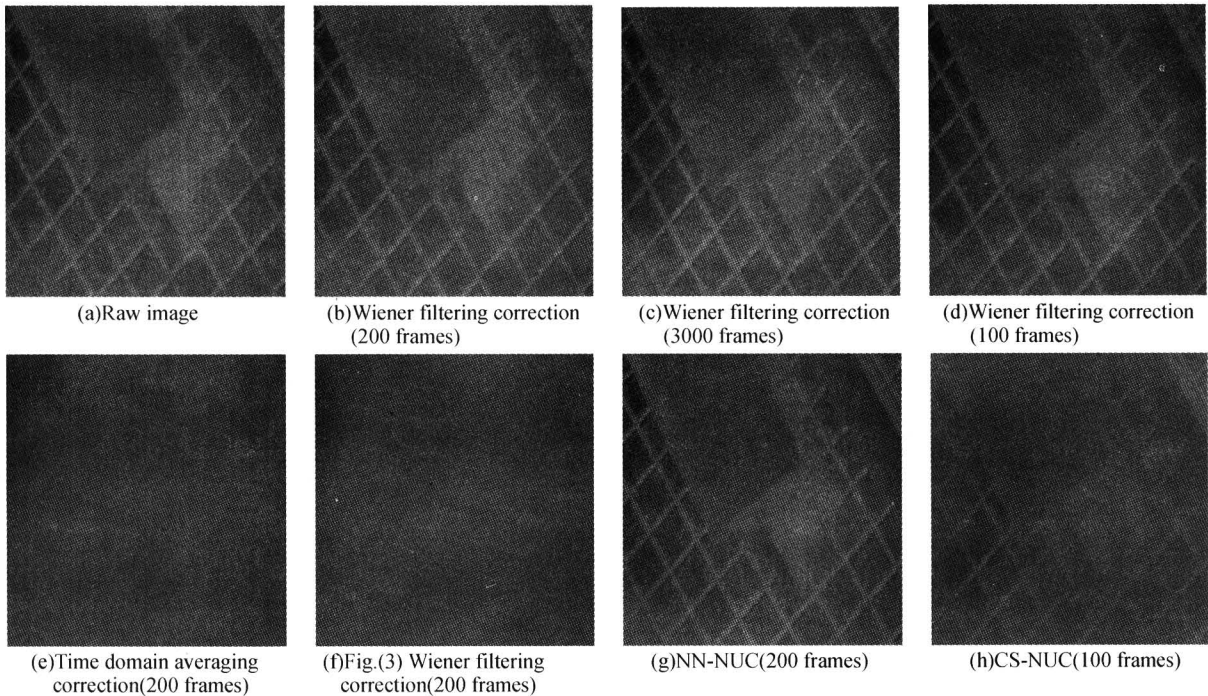 (a)Raw image
(b)Wiener filtering correction
(200 frames)
(c)Wiener filtering correction
(3000 frames)
(d)Wiener filtering correction
(100 frames)
(e)Time domain averaging
correction(200 frames)
(f)Fig.(3) Wiener filtering
correction(200 frames)
(g)NN-NUC(200 frames)
(h)CS-NUC(100 frames)